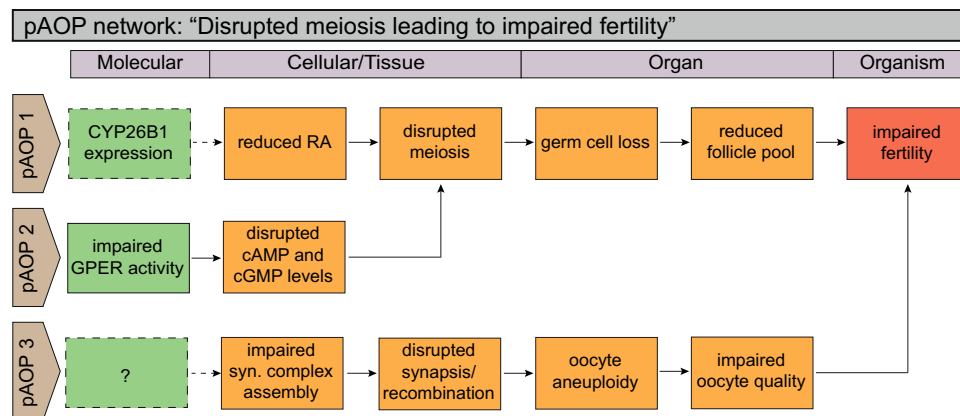 pAOP network: “Disrupted meiosis leading to impaired fertility”
Molecular
Cellular/Tissue
Organ
Organism
pAOP 1
CYP26B1
expression
reduced RA
disrupted
meiosis
germ cell loss
reduced
follicle pool
impaired
fertility
pAOP 2
impaired
GPER activity
disrupted
cAMP and
cGMP levels
pAOP 3
?
impaired
syn. complex
assembly
disrupted
synapsis/
recombination
oocyte
aneuploidy
impaired
oocyte quality